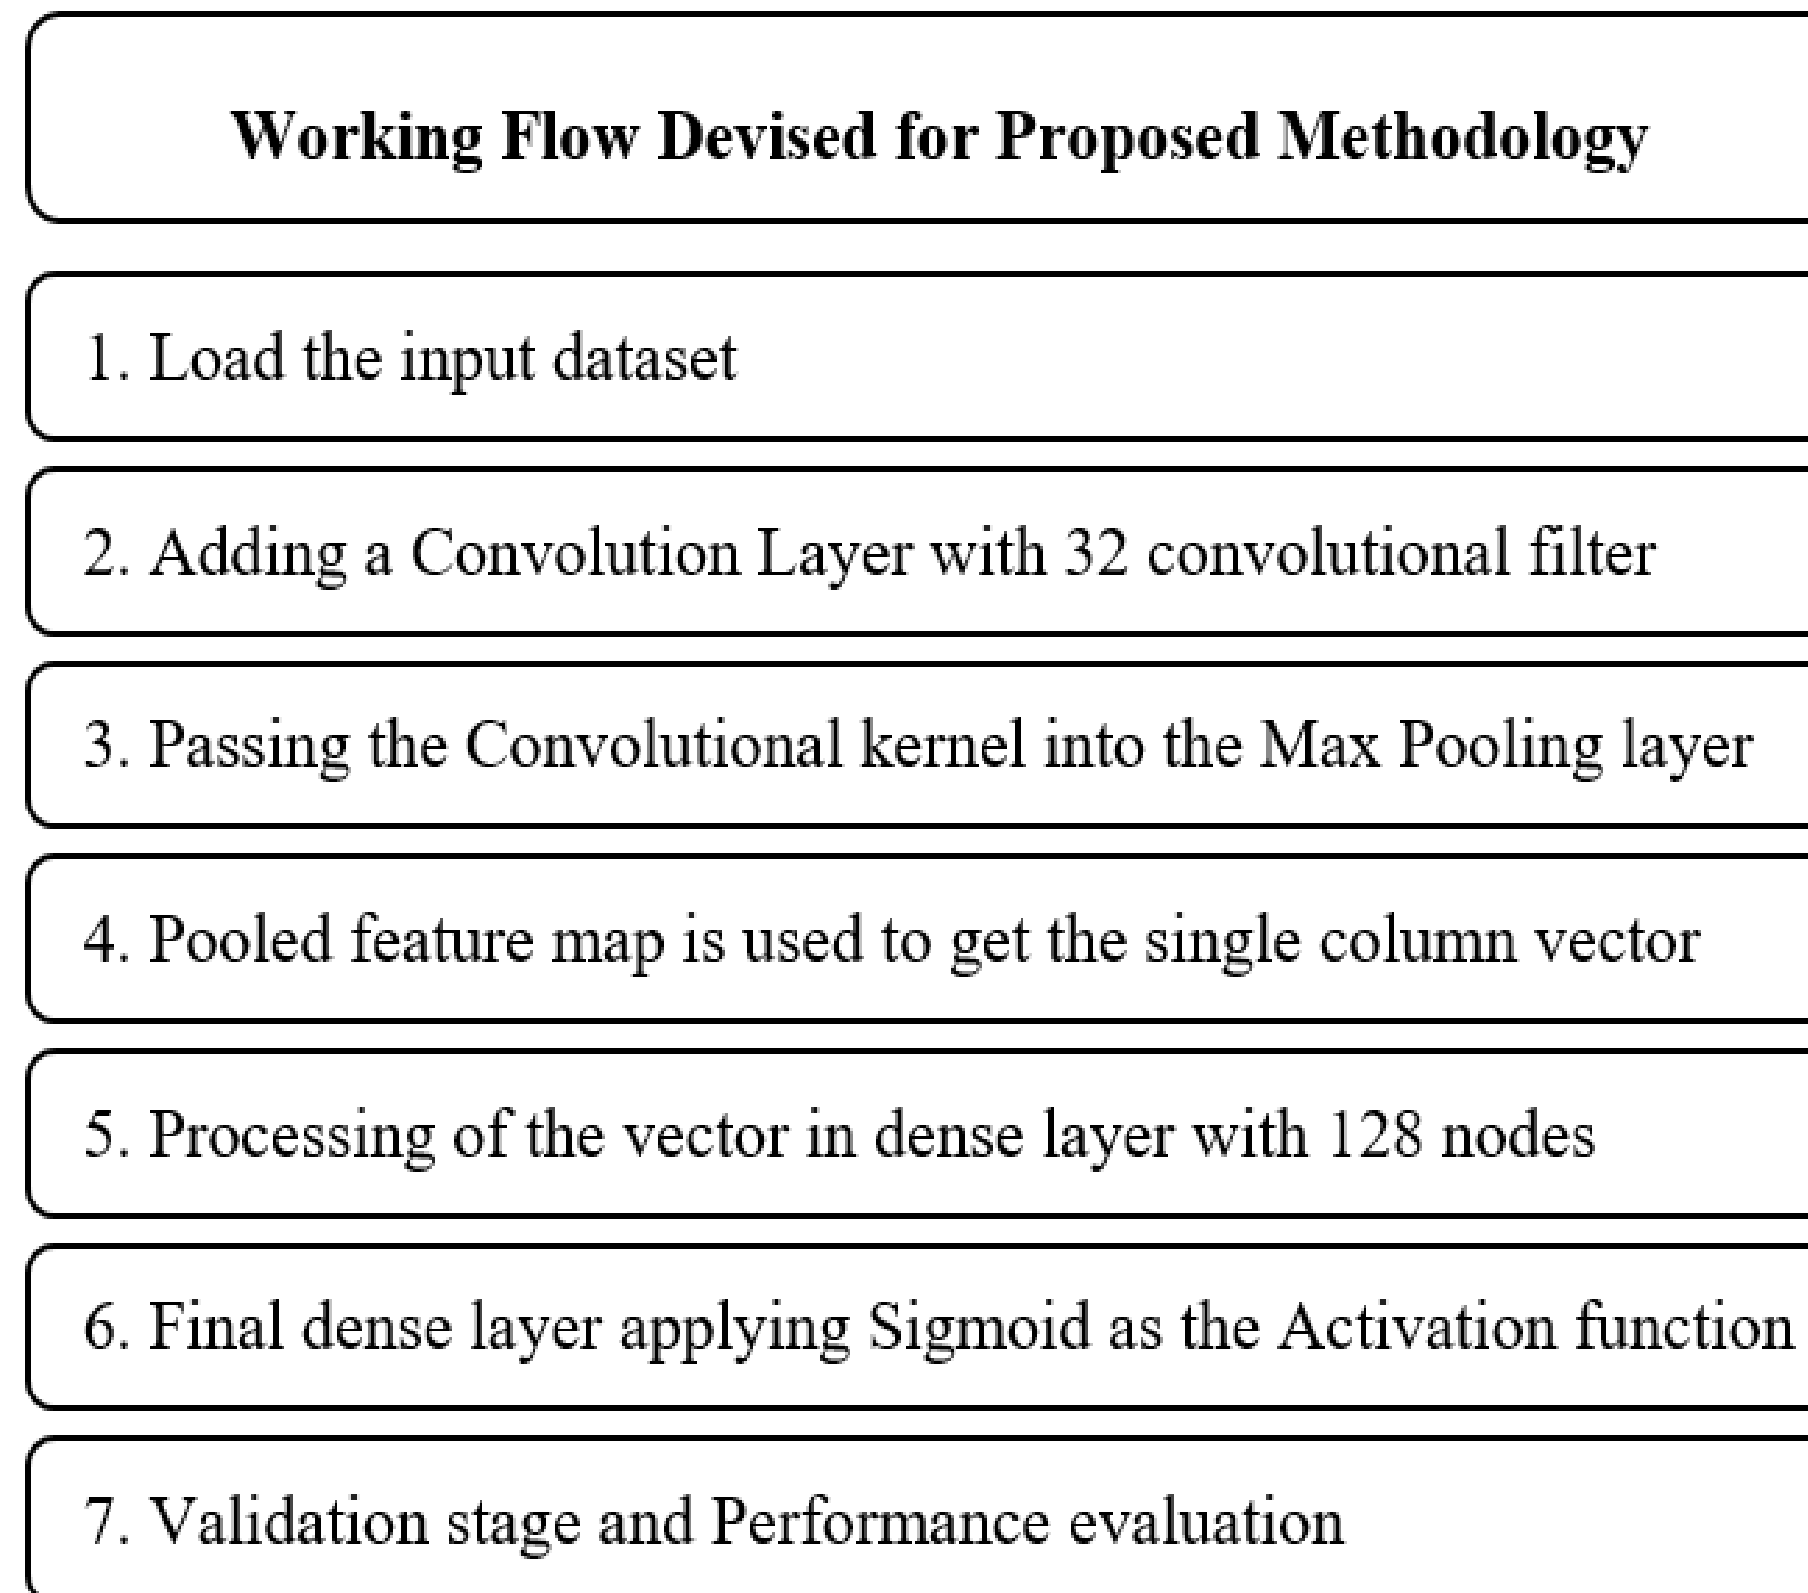 Working Flow Devised for Proposed Methodology
1. Load the input dataset
2. Adding a Convolution Layer with 32 convolutional filter
3. Passing the Convolutional kernel into the Max Pooling layer
4. Pooled feature map is used to get the single column vector
5. Processing of the vector in dense layer with 128 nodes
6. Final dense layer applying Sigmoid as the Activation function
7. Validation stage and Performance evaluation